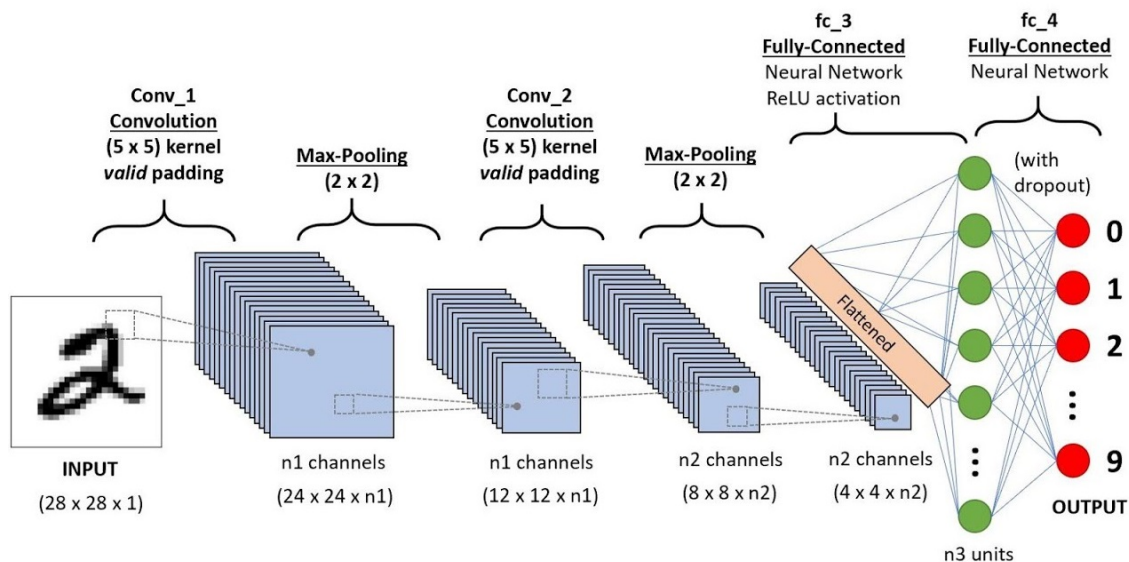 Conv_1
Convolution
(5 x 5) kernel
valid padding
Max-Pooling
(2 x 2)
Conv_2
Convolution
(5 x 5) kernel
valid padding
Max-Pooling
(2 x 2)
fc_3
Fully-Connected
Neural Network
ReLU activation
fc_4
Fully-Connected
Neural Network
(with
dropout)
2
INPUT
(28 x 28 x 1)
n1 channels
(24 x 24 x n1)
n1 channels
(12 x 12 x n1)
n2 channels
(8 x 8 x n2)
n2 channels
(4 x 4 x n2)
Flattened
n3 units
0
1
2
9
OUTPUT